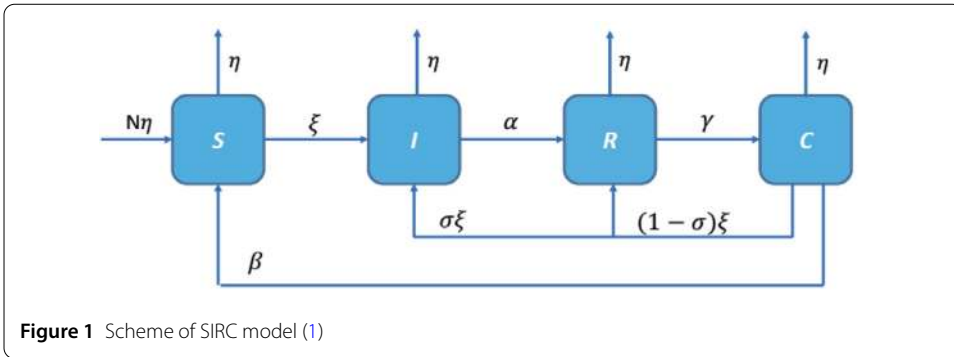 η η η η
Nη S ξ I α R γ C
σξ (1 − σ)ξ
β
Figure 1 Scheme of SIRC model (1)